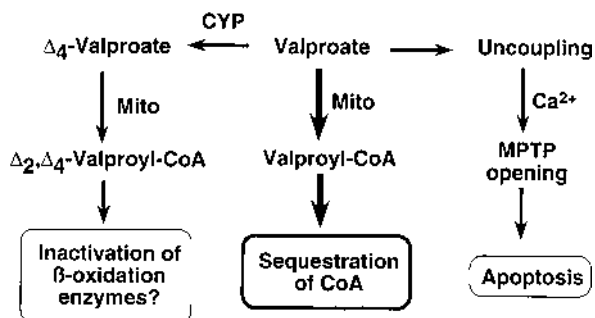 CYP
Δ4-Valproate
Valproate
Uncoupling
Mito
Mito
Ca2+
Δ2,Δ4-Valproyl-CoA
Valproyl-CoA
MPTP
opening
Inactivation of
ß-oxidation
enzymes?
Sequestration
of CoA
Apoptosis